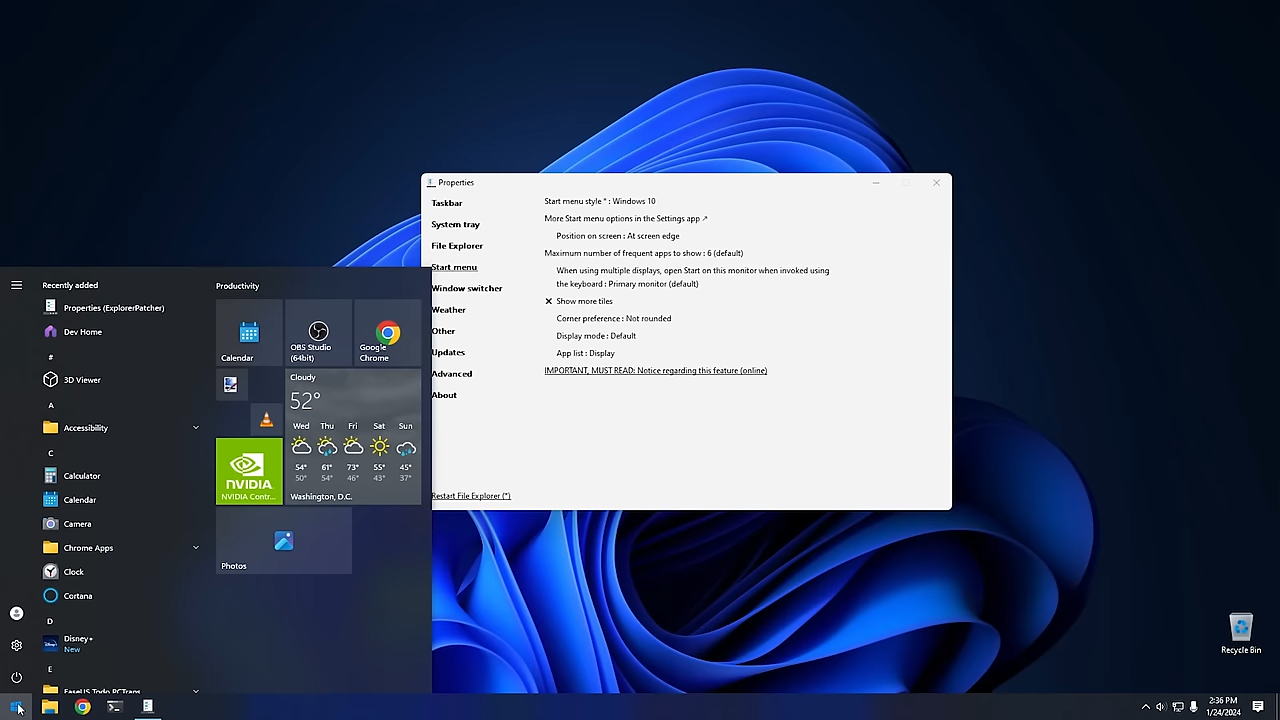 Properties
Taskbar
System tray
File Explorer
Start menu
Window switcher
Weather
Other
Updates
Advanced
About
Restart File Explorer (*)
Start menu style * : Windows 10
More Start menu options in the Settings app ↗
Position on screen : At screen edge
Maximum number of frequent apps to show : 6 (default)
When using multiple displays, open Start on this monitor when invoked using
the keyboard : Primary monitor (default)
Show more tiles
Corner preference : Not rounded
Display mode : Default
App list : Display
IMPORTANT, MUST READ: Notice regarding this feature (online)
Recently added
Properties (ExplorerPatcher)
Dev Home
#
3D Viewer
A
Accessibility
C
Calculator
Calendar
Camera
Chrome Apps
Clock
Cortana
D
Disney+
New
E
EaseUS Todo PCTrans
Productivity
Calendar
OBS Studio
(64bit)
Google
Chrome
Cloudy
52°
Wed Thu Fri Sat Sun
54° 61° 73° 55° 45°
50° 54° 46° 43° 37°
Washington, D.C.
NVIDIA
NVIDIA Contr...
Photos
Recycle Bin
2:36 PM
1/24/2024